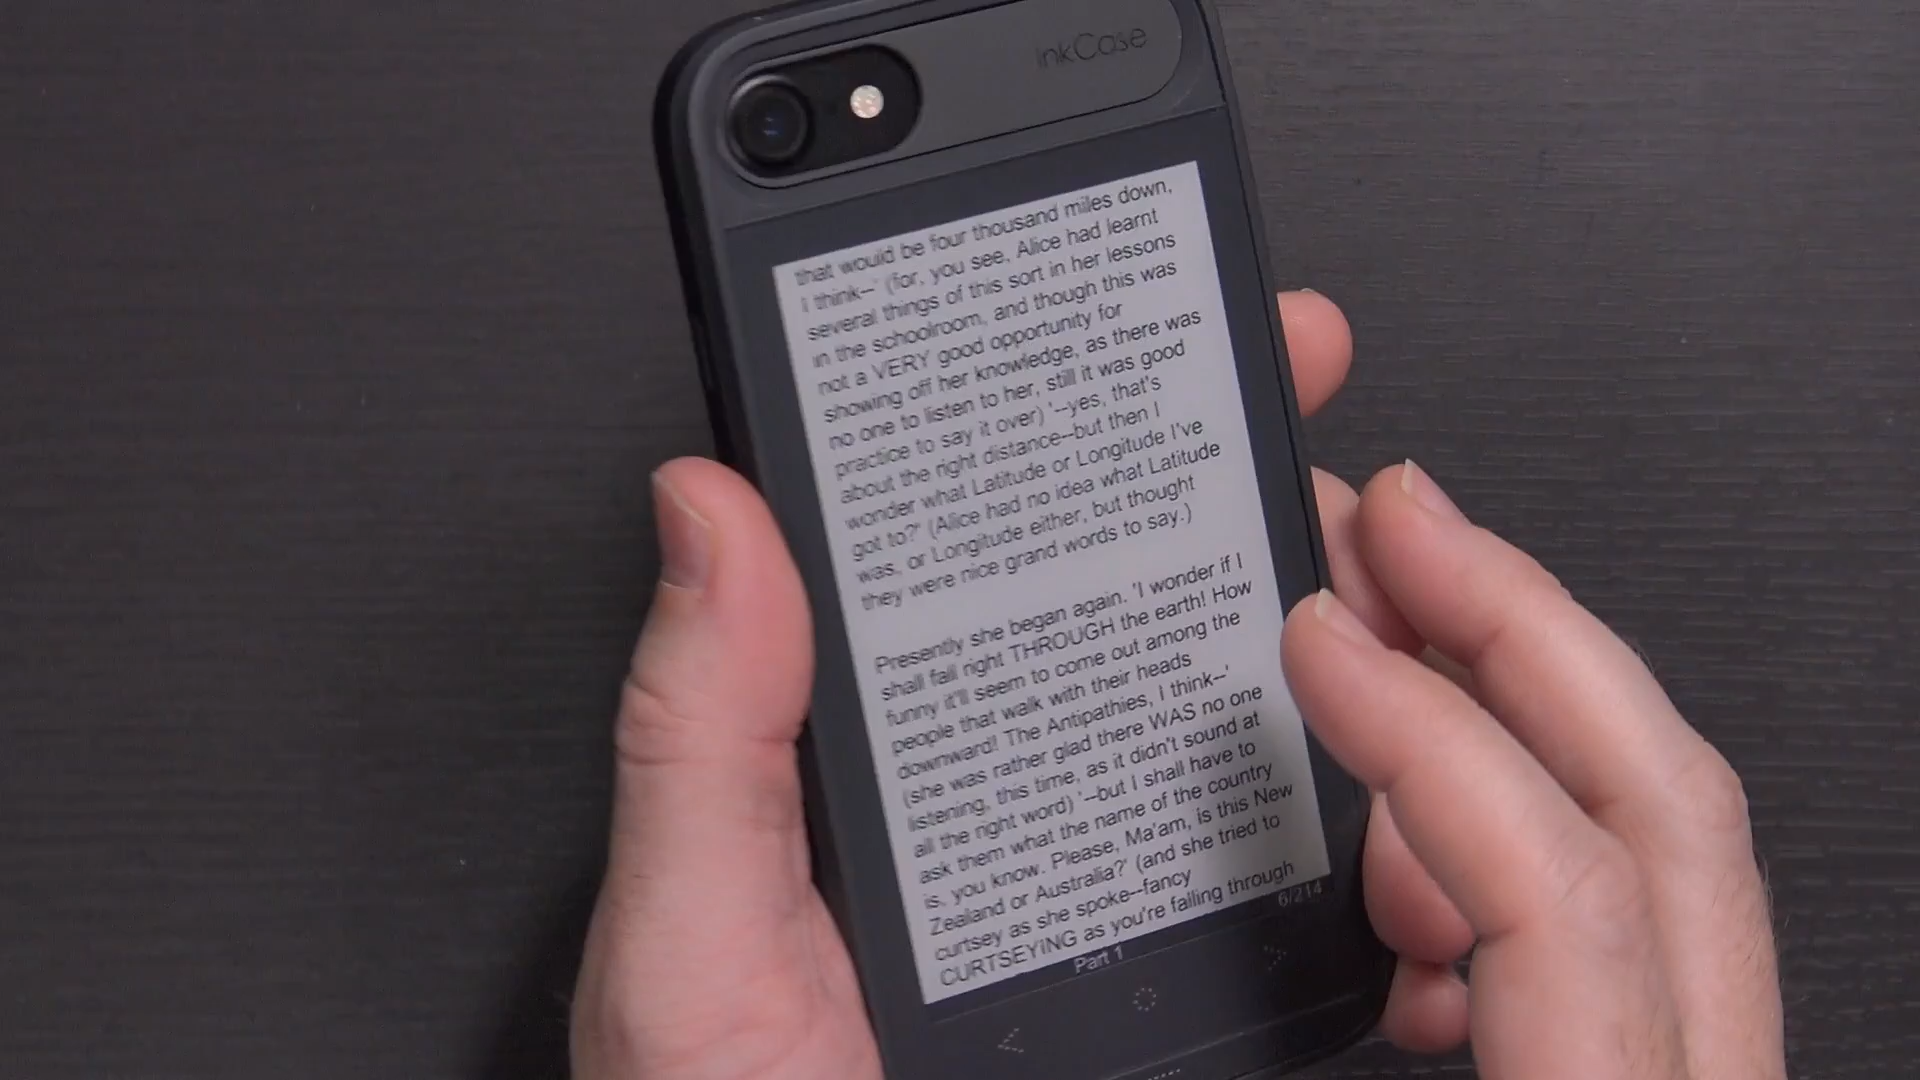 inkCase
that would be four thousand miles down,
I think--' (for, you see, Alice had learnt
several things of this sort in her lessons
in the schoolroom, and though this was
not a VERY good opportunity for
showing off her knowledge, as there was
no one to listen to her, still it was good
practice to say it over) '--yes, that's
about the right distance--but then I
wonder what Latitude or Longitude I've
got to?' (Alice had no idea what Latitude
was, or Longitude either, but thought
they were nice grand words to say.)
Presently she began again. 'I wonder if I
shall fall right THROUGH the earth! How
funny it'll seem to come out among the
people that walk with their heads
downward! The Antipathies, I think--'
(she was rather glad there WAS no one
listening, this time, as it didn't sound at
all the right word) '--but I shall have to
ask them what the name of the country
is, you know. Please, Ma'am, is this New
Zealand or Australia?' (and she tried to
curtsey as she spoke--fancy
CURTSEYING as you're falling through
Part 1
6/214